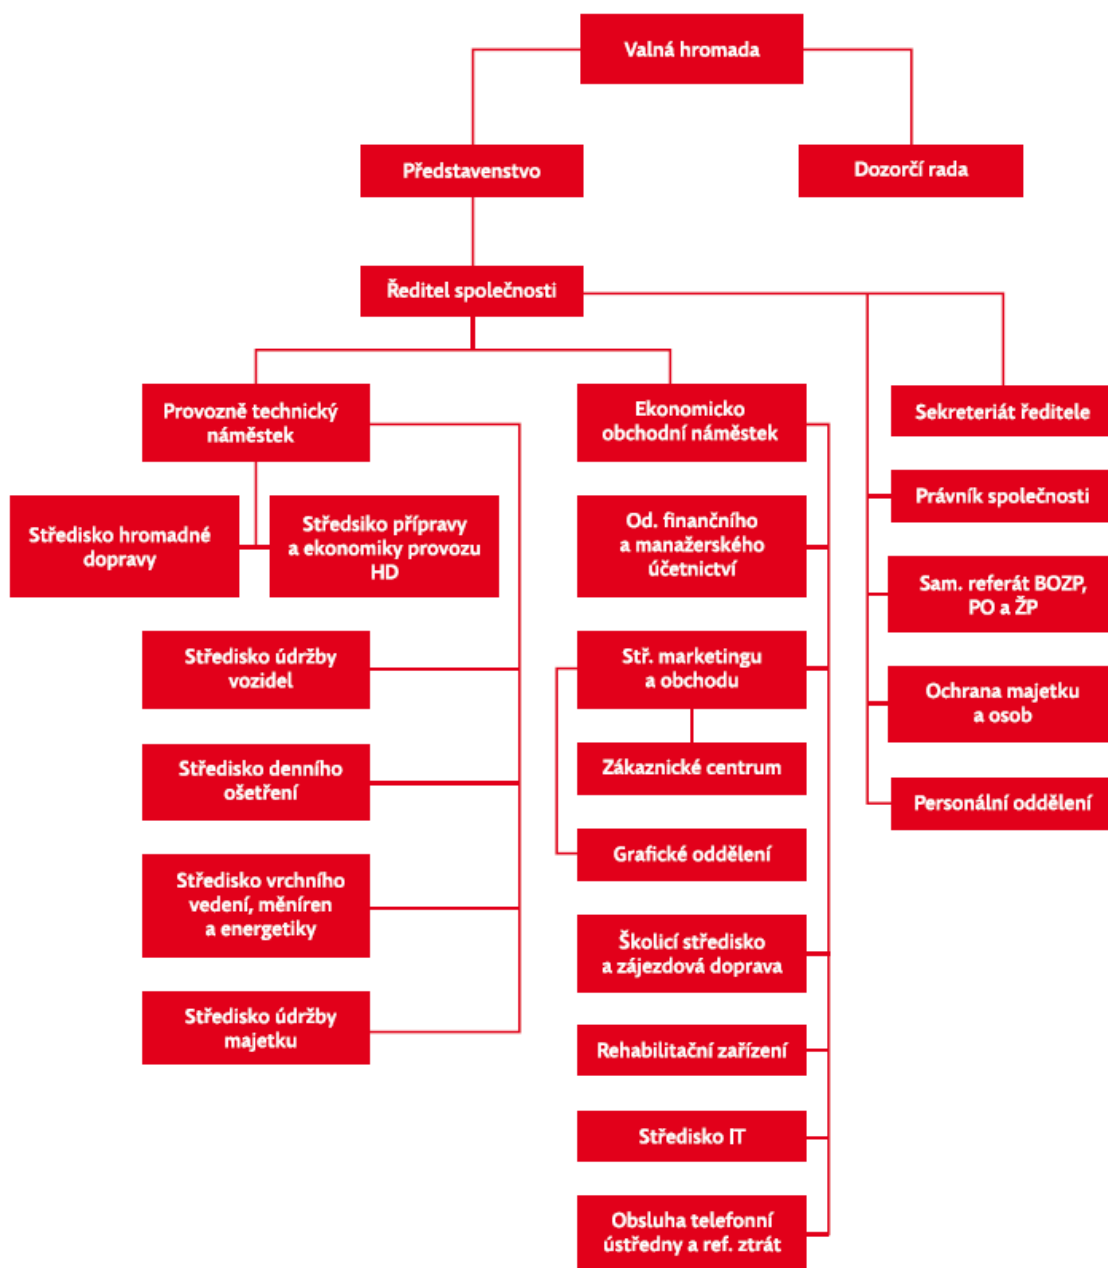 Valná hromada
Představenstvo
Dozorčí rada
Ředitel společnosti
Provozně technický
náměstek
Ekonomicko
obchodní náměstek
Sekreteriát ředitele
Středisko hromadné
dopravy
Středsiko přípravy
a ekonomiky provozu
HD
Od. finančního
a manažerského
účetnictví
Právník společnosti
Sam. referát BOZP,
PO a ŽP
Středisko údržby
vozidel
Stř. marketingu
a obchodu
Ochrana majetku
a osob
Středisko denního
ošetření
Zákaznické centrum
Personální oddělení
Grafické oddělení
Středisko vrchního
vedení, měníren
a energetiky
Školicí středisko
a zájezdová doprava
Středisko údržby
majetku
Rehabilitační zařízení
Středisko IT
Obsluha telefonní
ústředny a ref. ztrát